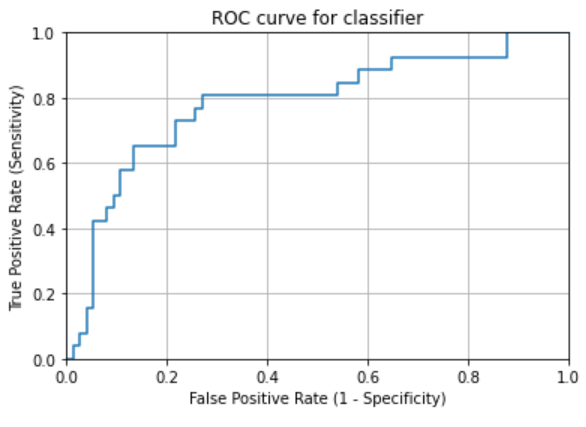 ROC curve for classifier
1.0
0.8
0.6
0.4
0.2
0.0
True Positive Rate (Sensitivity)
0.0 0.2 0.4 0.6 0.8 1.0
False Positive Rate (1 - Specificity)